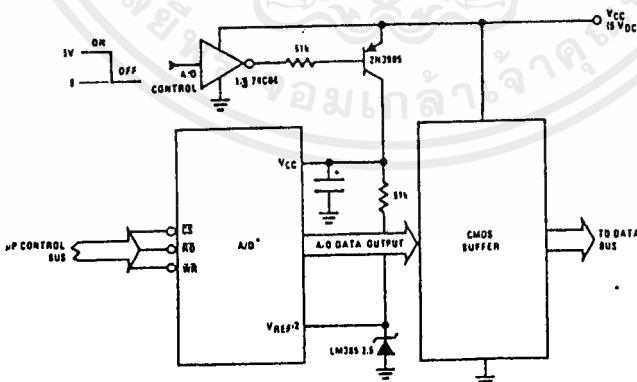 VCC
(5 VDC)
ON
5V
OFF
0
A/D
CONTROL
51k
2N3905
VCC
51k
CS
RD
WR
µP CONTROL
BUS
A/D*
A/D DATA OUTPUT
CMOS
BUFFER
TO DATA
BUS
VREF/2
LM385 2.5